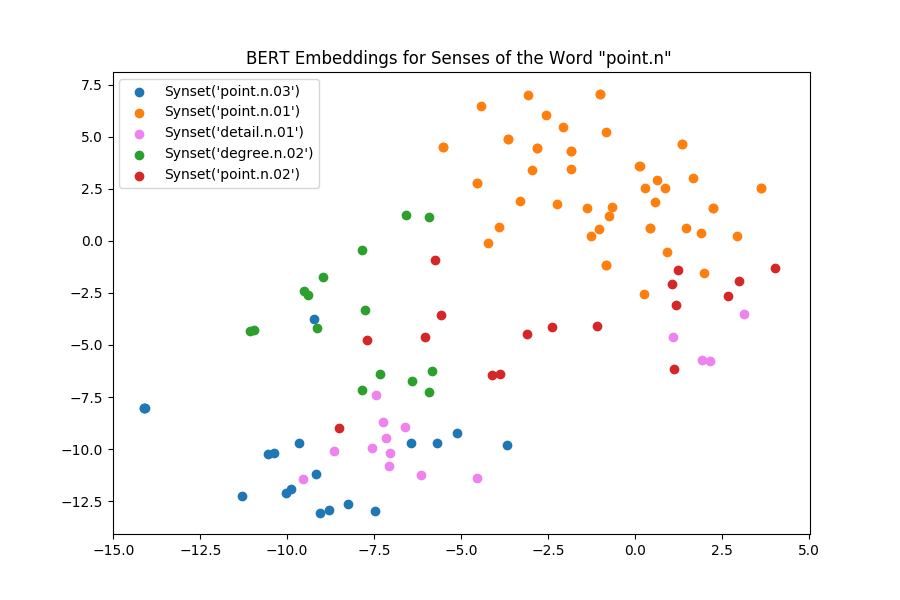 BERT Embeddings for Senses of the Word "point.n"
Synset('point.n.03')
Synset('point.n.01')
Synset('detail.n.01')
Synset('degree.n.02')
Synset('point.n.02')
7.5
5.0
2.5
0.0
−2.5
−5.0
−7.5
−10.0
−12.5
−15.0 −12.5 −10.0 −7.5 −5.0 −2.5 0.0 2.5 5.0